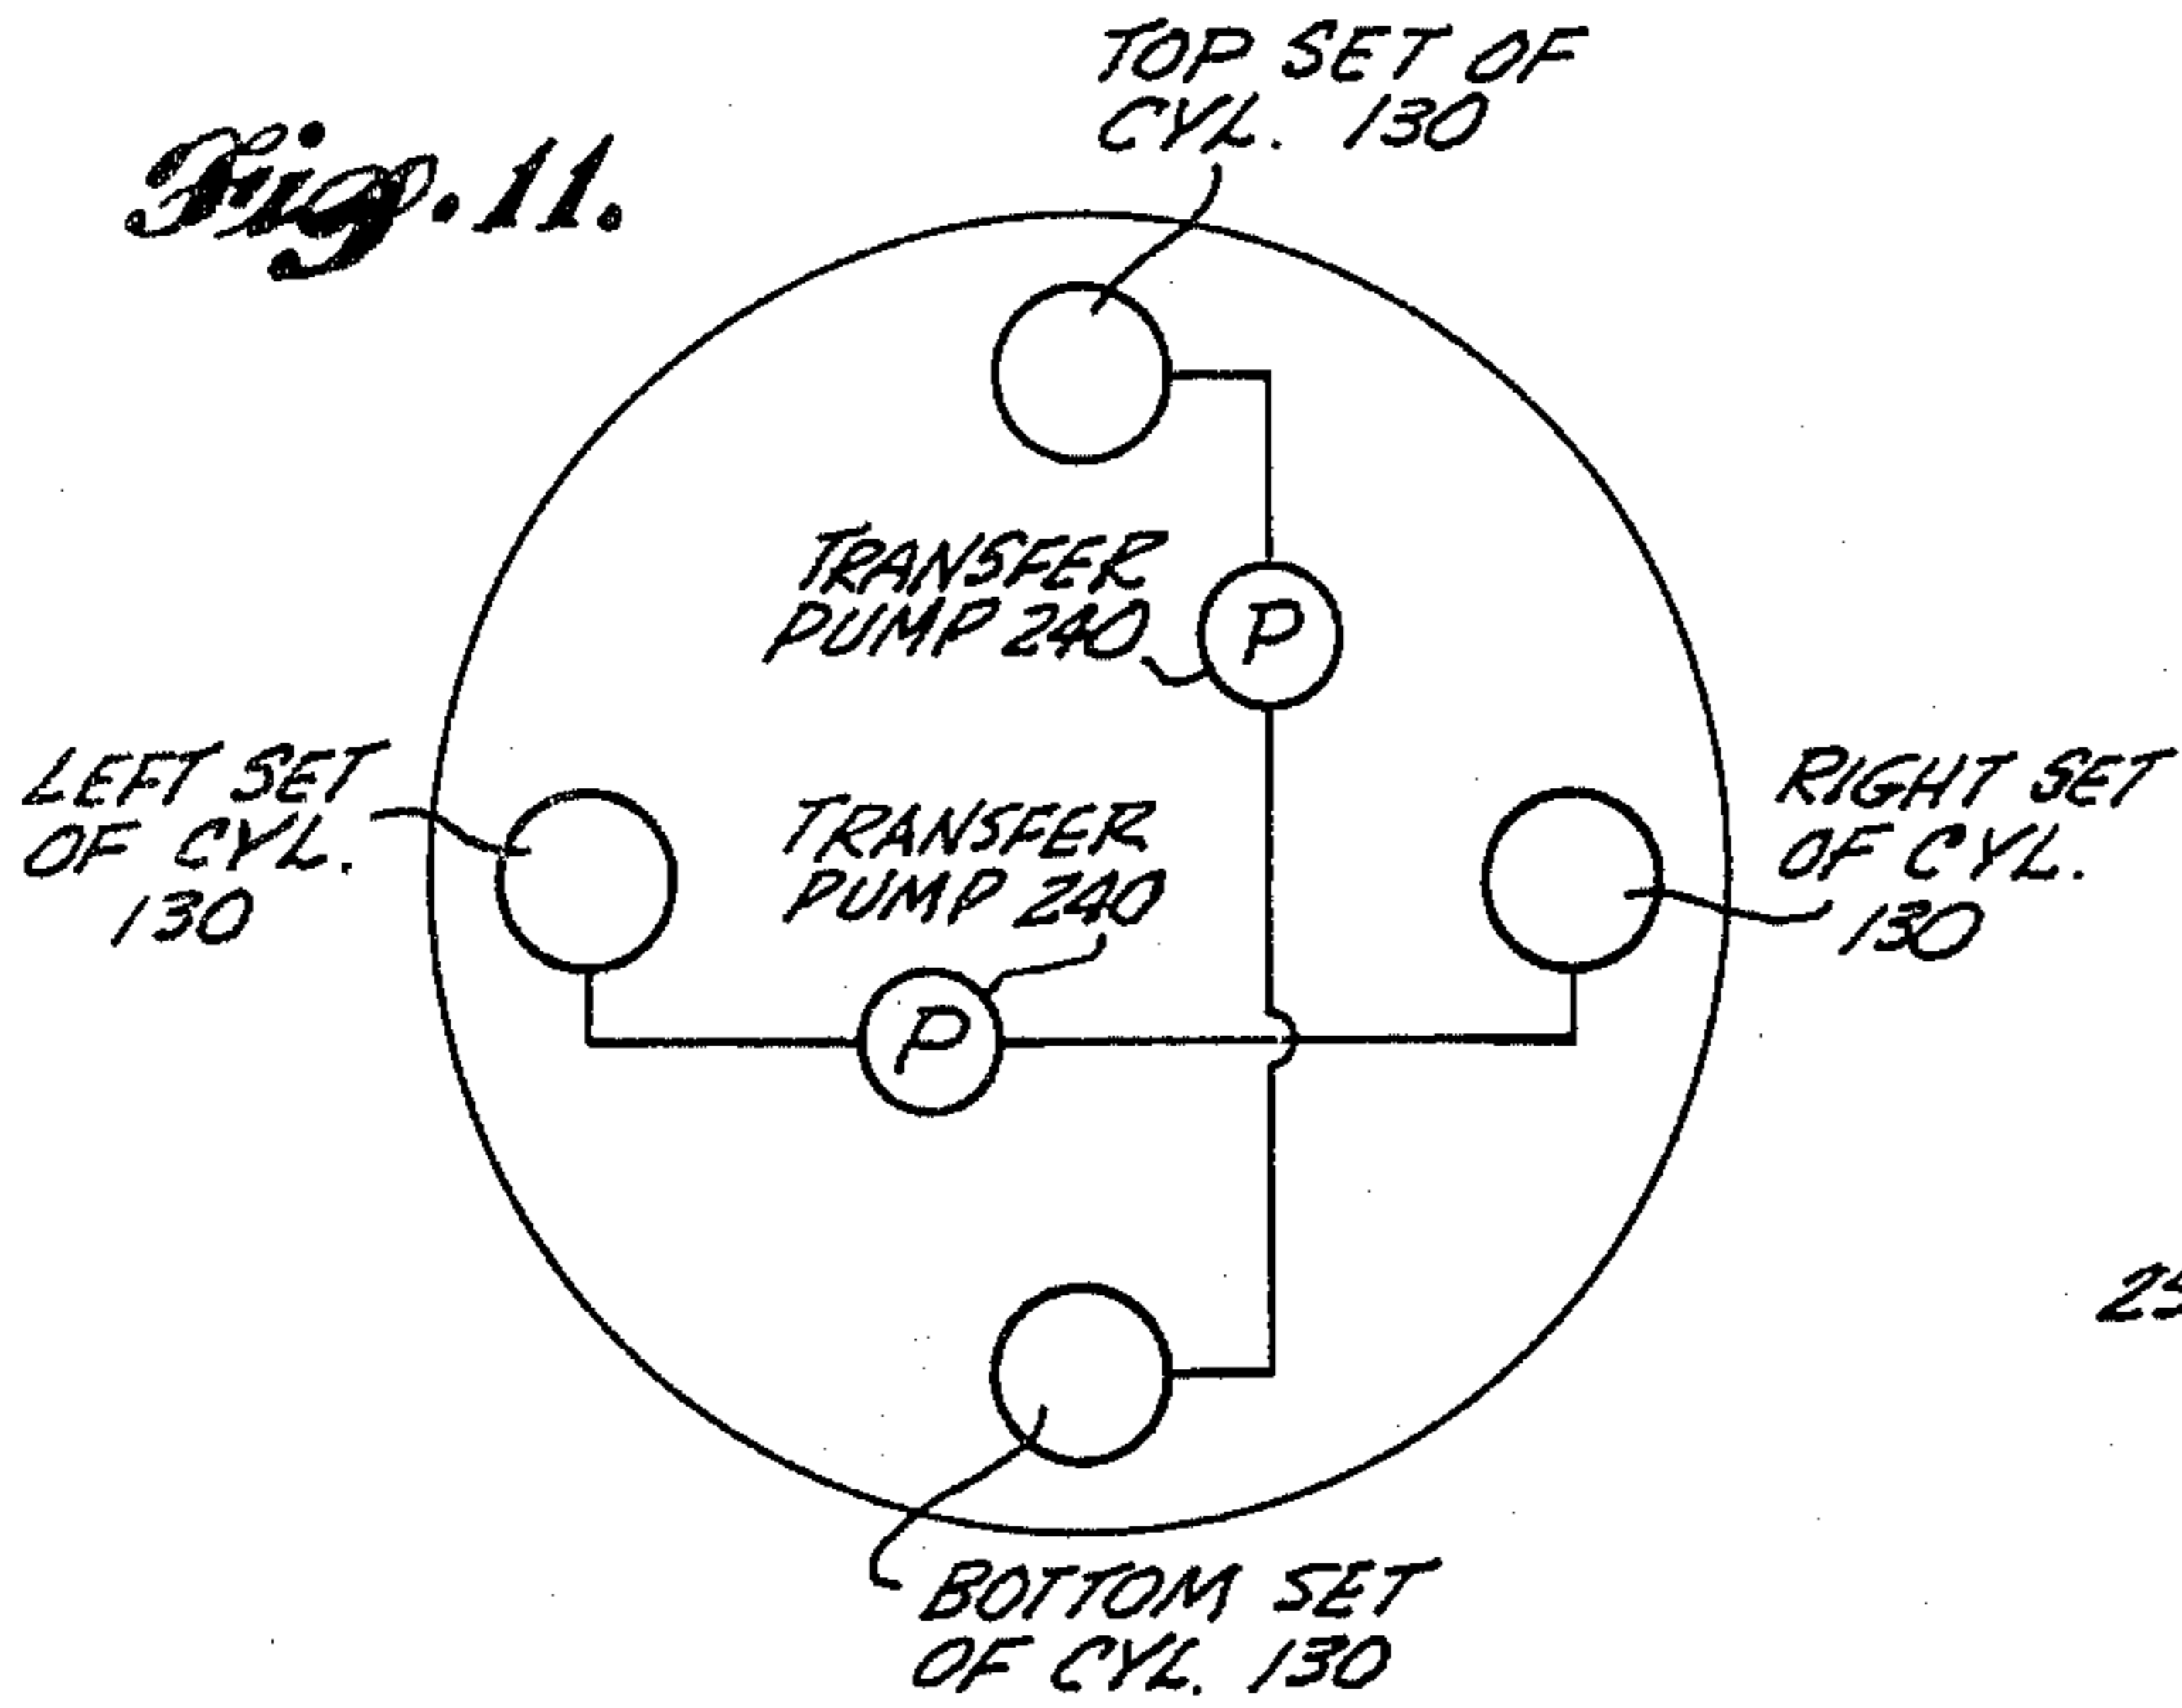 Fig. 11.
TOP SET OF
CYL. 130
TRANSFER
PUMP 240
P
LEFT SET
OF CYL.
130
TRANSFER
PUMP 240
P
RIGHT SET
OF CYL.
130
BOTTOM SET
OF CYL. 130